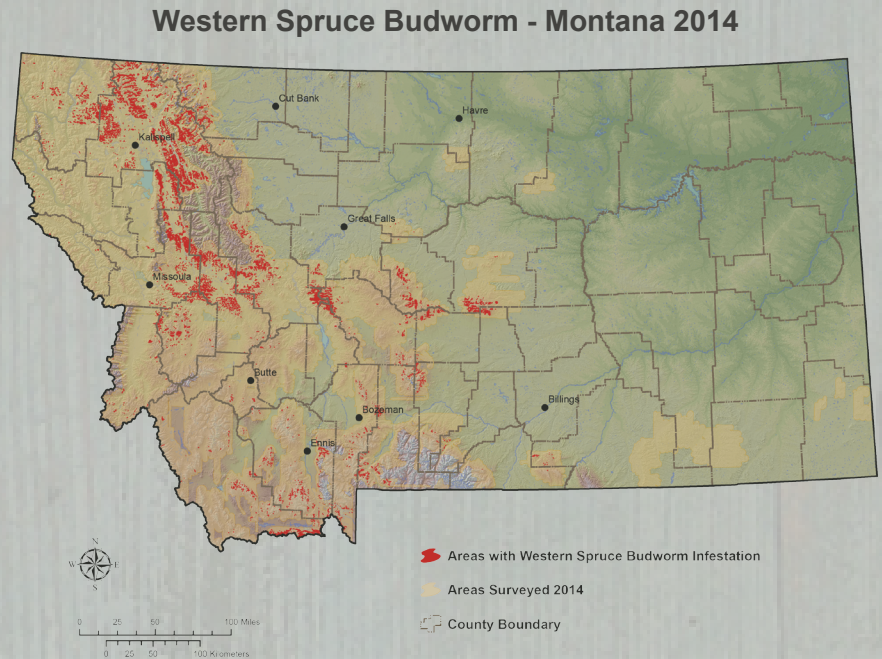 Western Spruce Budworm - Montana 2014
Cut Bank
Havre
Kalispell
Great Falls
Missoula
Butte
Billings
Bozeman
Ennis
N
W E
S
Areas with Western Spruce Budworm Infestation
Areas Surveyed 2014
County Boundary
0 25 50 100 Miles
0 25 50 100 Kilometers